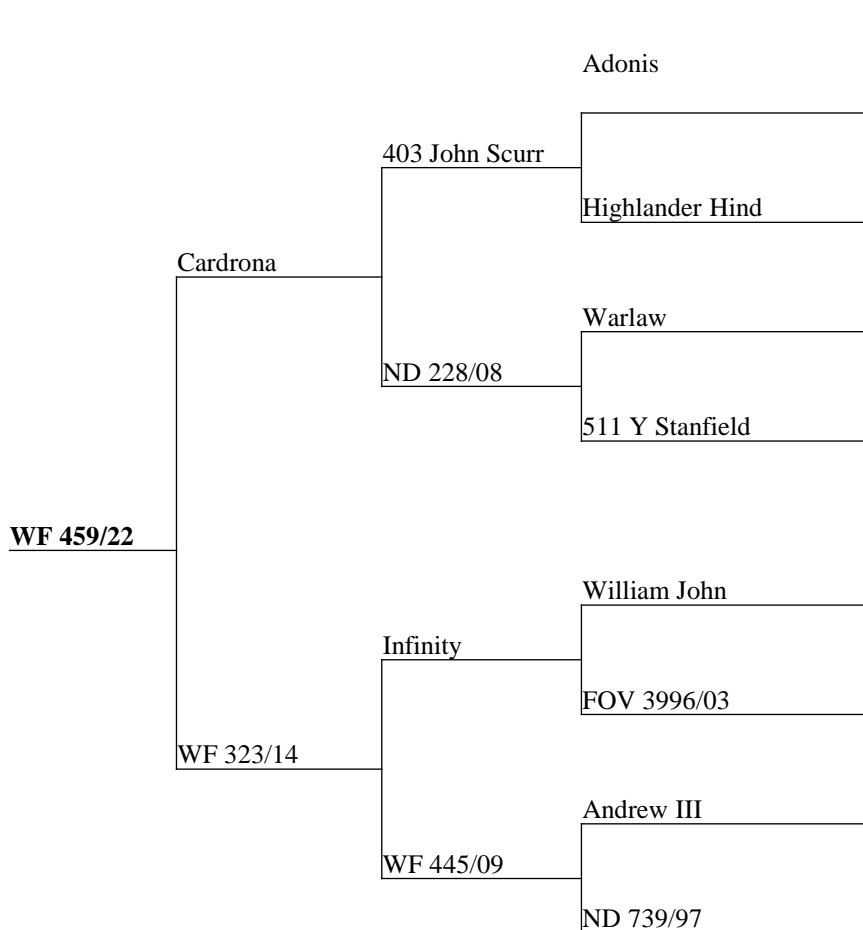 Adonis
403 John Scurr
Highlander Hind
Cardrona
Warlaw
ND 228/08
511 Y Stanfield
WF 459/22
William John
Infinity
FOV 3996/03
WF 323/14
Andrew III
WF 445/09
ND 739/97